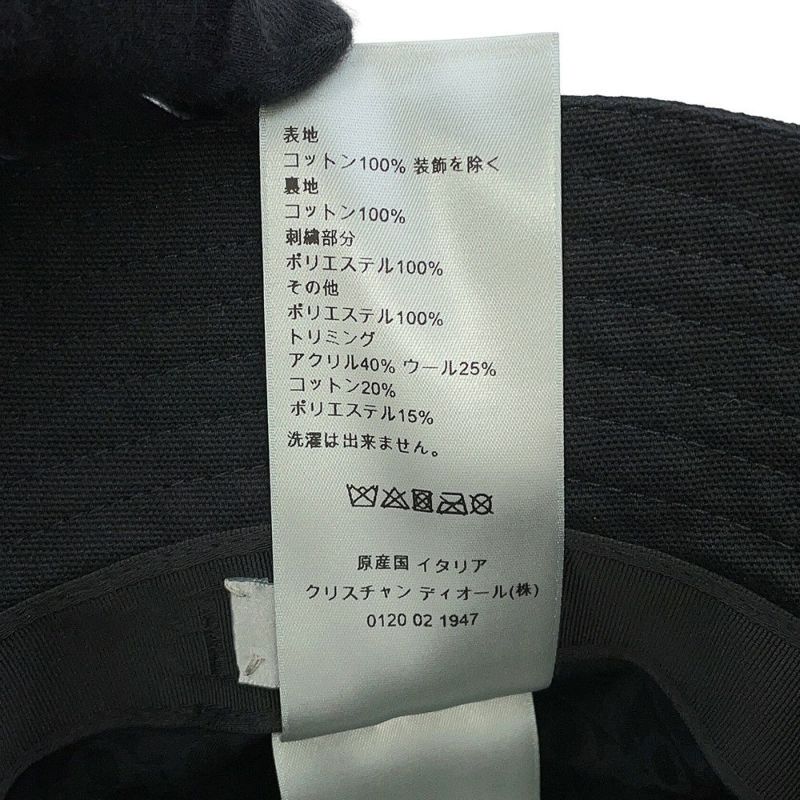 表地
コットン100% 装飾を除く
裏地
コットン100%
刺繍部分
ポリエステル100%
その他
ポリエステル100%
トリミング
アクリル40% ウール25%
コットン20%
ポリエステル15%
洗濯は出来ません。
原産国 イタリア
クリスチャン ディオール(株)
0120 02 1947